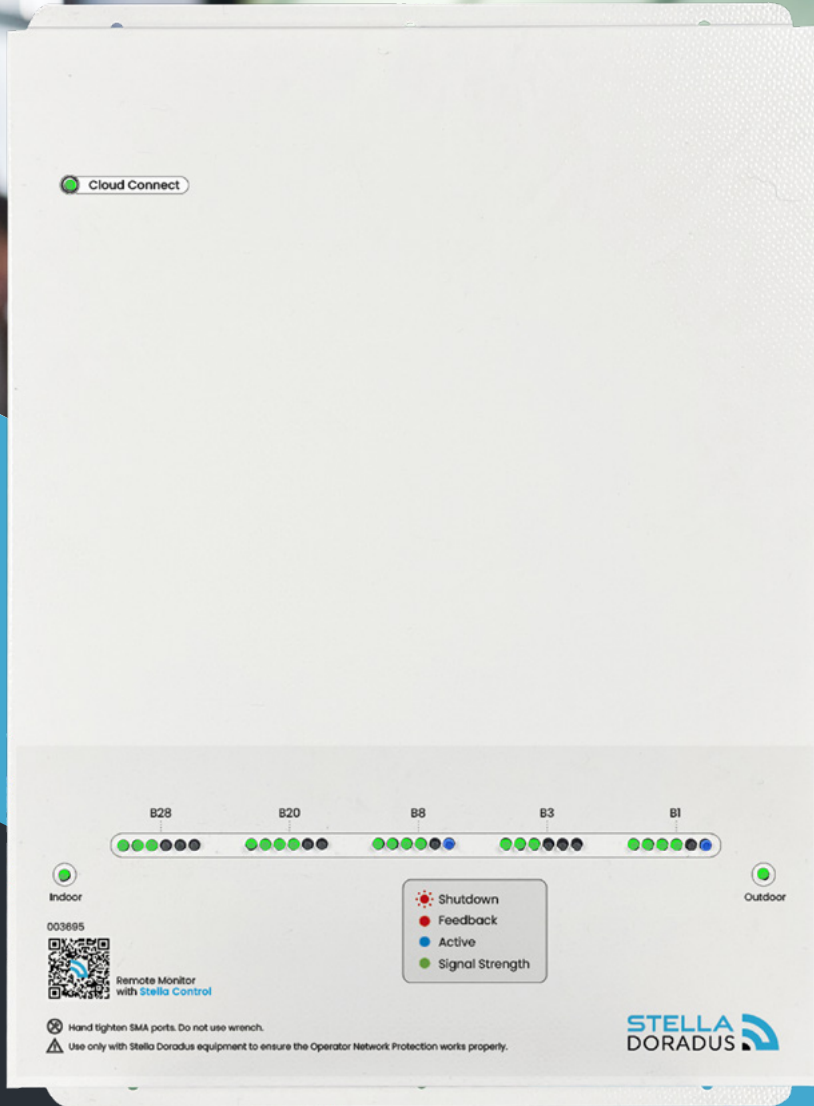 Cloud Connect
B28
B20
B8
B3
B1
Indoor
Outdoor
Shutdown
Feedback
Active
Signal Strength
003695
Remote Monitor
with Stella Control
Hand tighten SMA ports. Do not use wrench.
Use only with Stella Doradus equipment to ensure the Operator Network Protection works properly.
STELLA
DORADUS